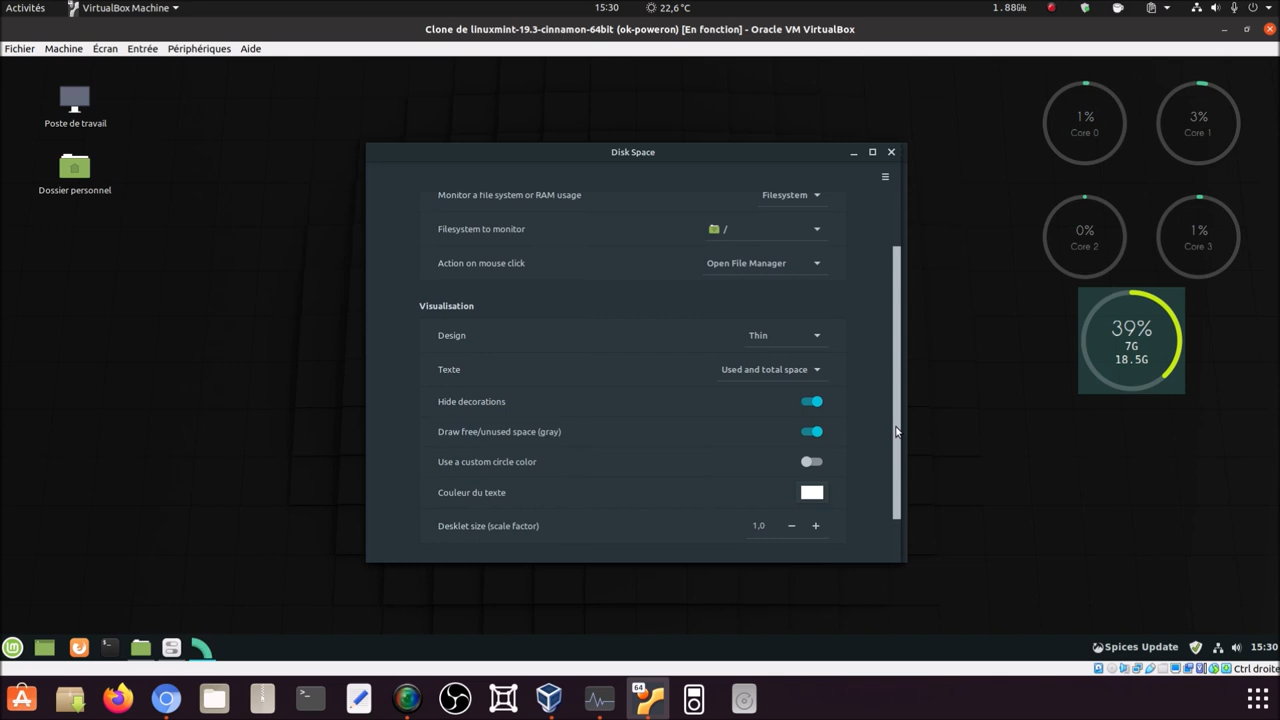 Activités
VirtualBox Machine
15:30
22,6°C
1.88GHz
Clone de linuxmint-19.3-cinnamon-64bit (ok-poweron) [En fonction] - Oracle VM VirtualBox
Fichier Machine Écran Entrée Périphériques Aide
Poste de travail
Dossier personnel
1%
Core 0
3%
Core 1
0%
Core 2
1%
Core 3
39%
7G
18.5G
Disk Space
Monitor a file system or RAM usage Filesystem
Filesystem to monitor /
Action on mouse click Open File Manager
Visualisation
Design Thin
Texte Used and total space
Hide decorations
Draw free/unused space (gray)
Use a custom circle color
Couleur du texte
Desklet size (scale factor) 1,0 − +
Spices Update 15:30
Ctrl droite
64